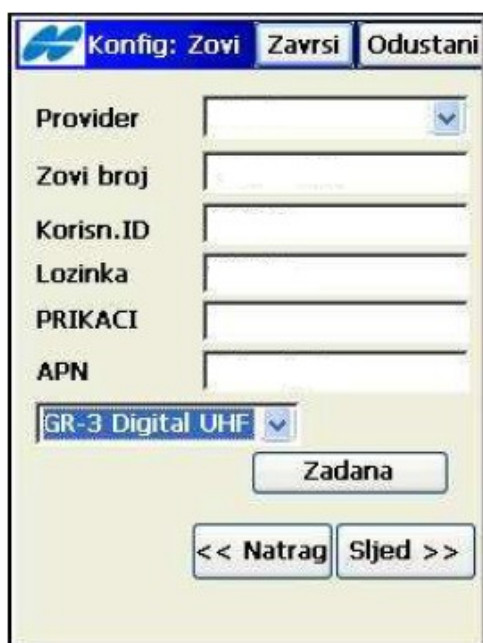 Konfig: Zovi Zavrsi Odustani
Provider
Zovi broj
Korisn.ID
Lozinka
PRIKACI
APN
GR-3 Digital UHF
Zadana
<< Natrag Sljed >>